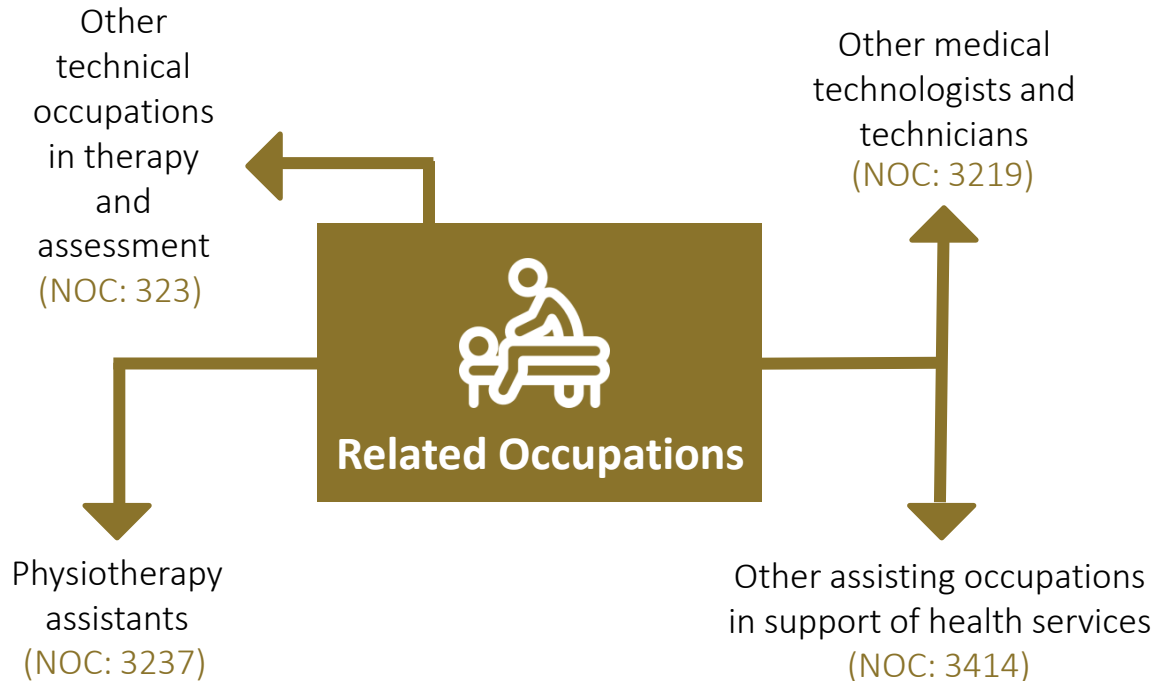 Other
technical
occupations
in therapy
and
assessment
(NOC: 323)
Other medical
technologists and
technicians
(NOC: 3219)
Related Occupations
Physiotherapy
assistants
(NOC: 3237)
Other assisting occupations
in support of health services
(NOC: 3414)